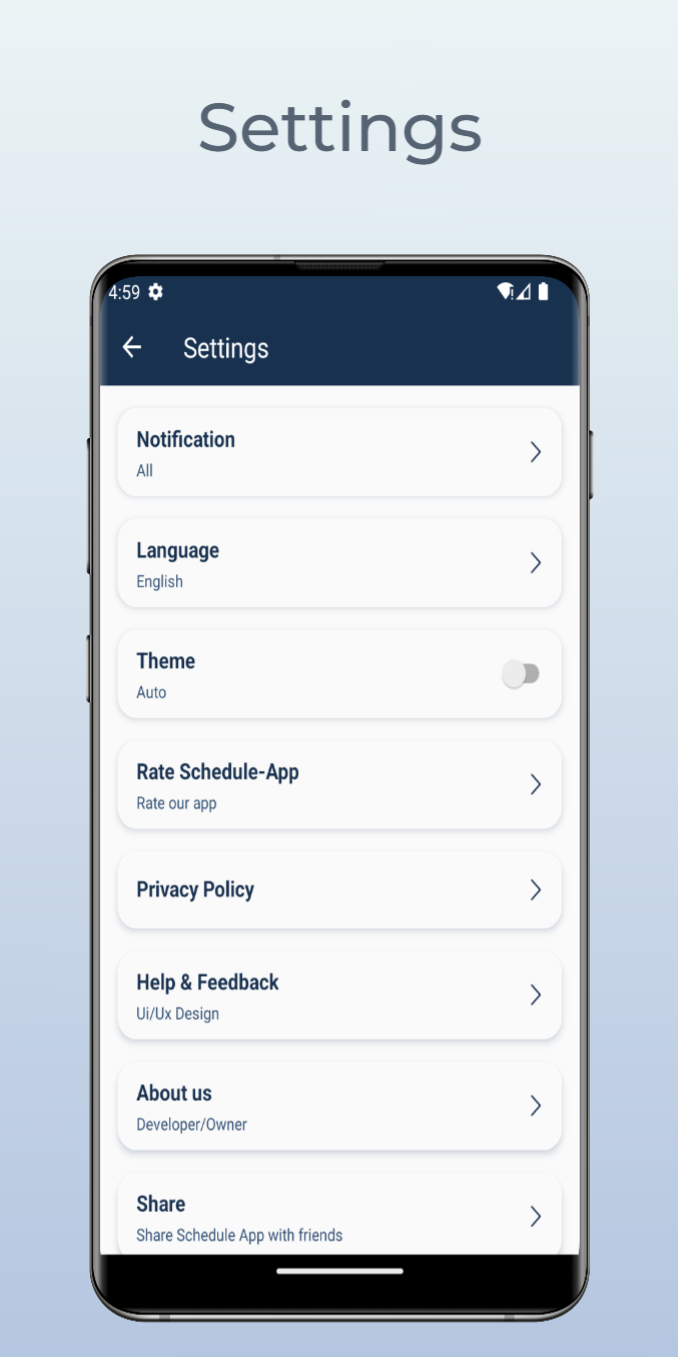 Settings
4:59
Settings
Notification
All
Language
English
Theme
Auto
Rate Schedule-App
Rate our app
Privacy Policy
Help & Feedback
Ui/Ux Design
About us
Developer/Owner
Share
Share Schedule App with friends